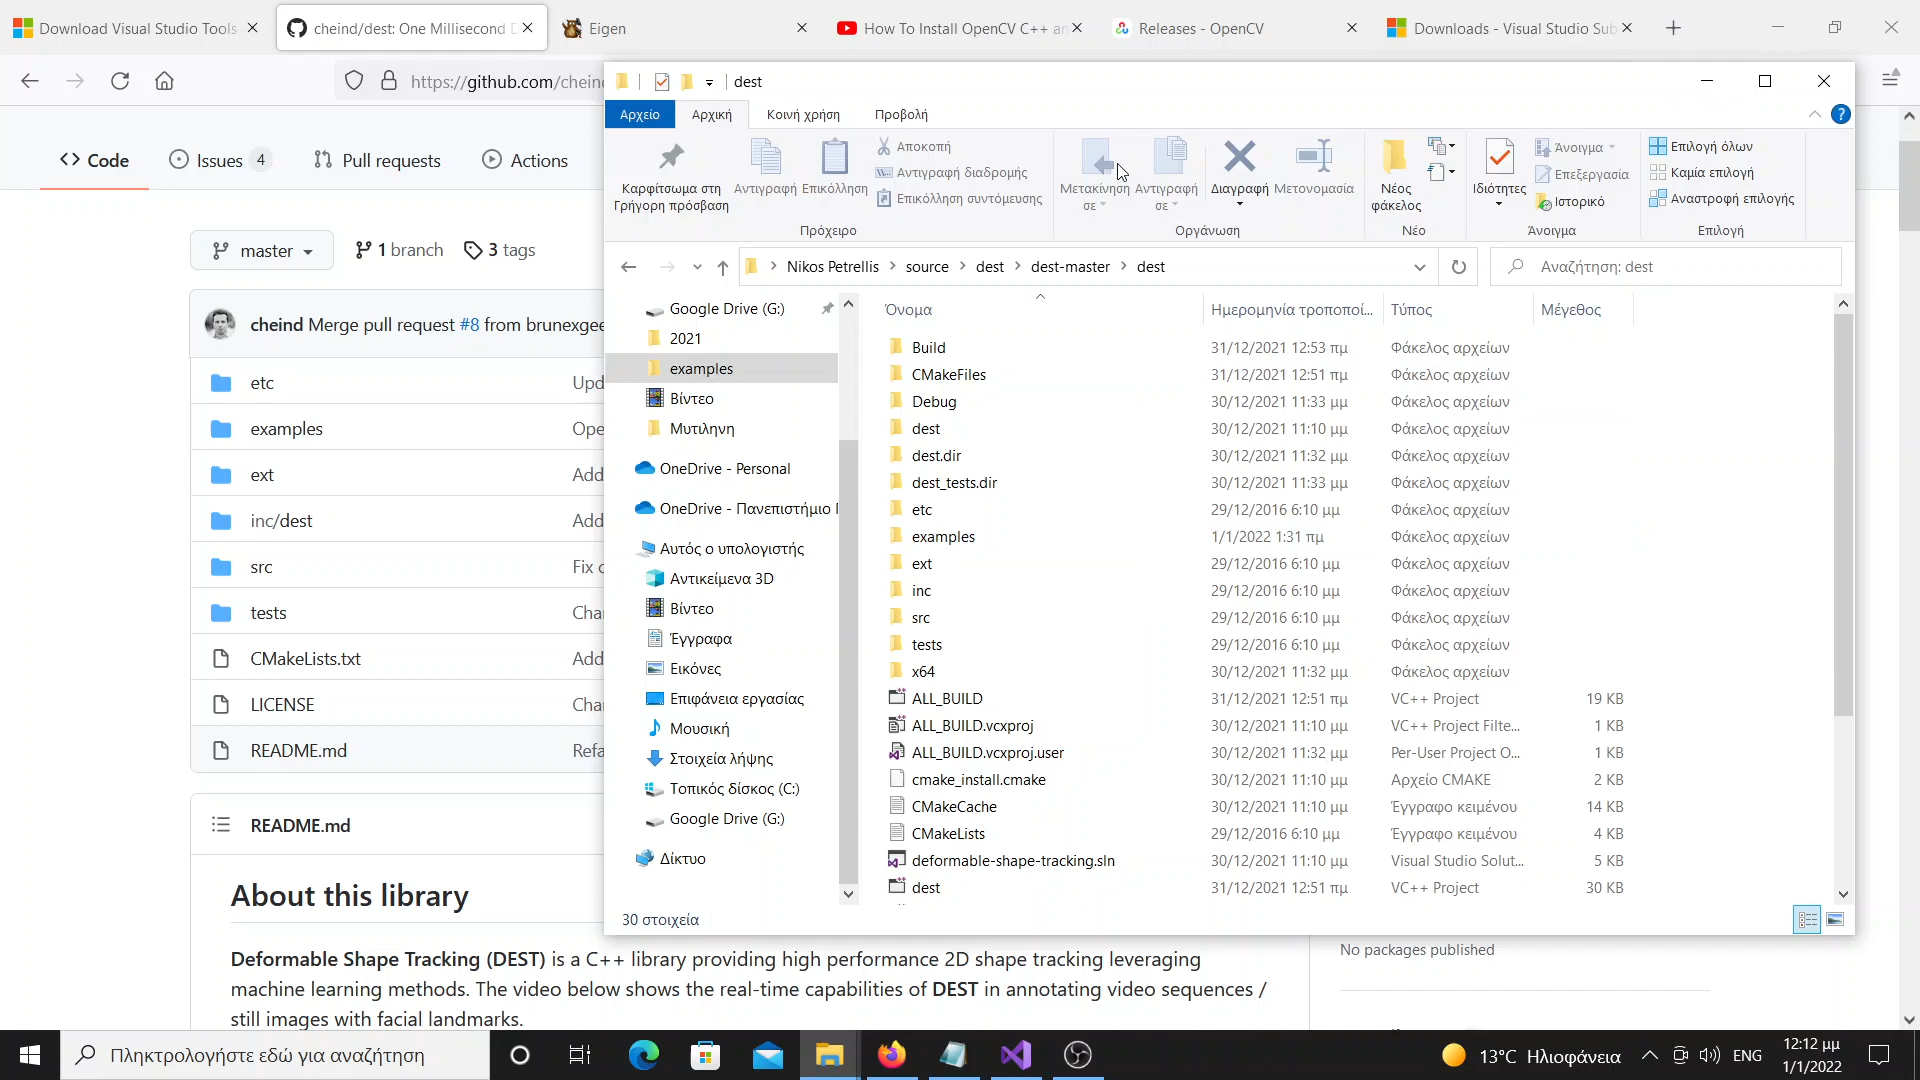 Download Visual Studio Tools
cheind/dest: One Millisecond D
Eigen
How To Install OpenCV C++ an
Releases - OpenCV
Downloads - Visual Studio Sub
https://github.com/chein
dest
Αρχείο
Αρχική
Κοινή χρήση
Προβολή
Καρφίτσωμα στη
Γρήγορη πρόσβαση
Αντιγραφή
Επικόλληση
Αποκοπή
Αντιγραφή διαδρομής
Επικόλληση συντόμευσης
Πρόχειρο
Μετακίνηση
σε
Αντιγραφή
σε
Διαγραφή
Μετονομασία
Οργάνωση
Νέος
φάκελος
Νέο
Ιδιότητες
Άνοιγμα
Επεξεργασία
Ιστορικό
Άνοιγμα
Επιλογή όλων
Καμία επιλογή
Αναστροφή επιλογής
Επιλογή
Nikos Petrellis > source > dest > dest-master > dest
Αναζήτηση: dest
Code
Issues 4
Pull requests
Actions
master
1 branch
3 tags
cheind Merge pull request #8 from brunexgee
etc Upd
examples Ope
ext Add
inc/dest Add
src Fix c
tests Cha
CMakeLists.txt Add
LICENSE Cha
README.md Refa
README.md
About this library
Deformable Shape Tracking (DEST) is a C++ library providing high performance 2D shape tracking leveraging
machine learning methods. The video below shows the real-time capabilities of DEST in annotating video sequences /
still images with facial landmarks.
No packages published
Google Drive (G:)
2021
examples
Βίντεο
Μυτιληνη
OneDrive - Personal
OneDrive - Πανεπιστήμιο Γ
Αυτός ο υπολογιστής
Αντικείμενα 3D
Βίντεο
Έγγραφα
Εικόνες
Επιφάνεια εργασίας
Μουσική
Στοιχεία λήψης
Τοπικός δίσκος (C:)
Google Drive (G:)
Δίκτυο
Όνομα Ημερομηνία τροποποί... Τύπος Μέγεθος
Build 31/12/2021 12:53 πμ Φάκελος αρχείων
CMakeFiles 31/12/2021 12:51 πμ Φάκελος αρχείων
Debug 30/12/2021 11:33 μμ Φάκελος αρχείων
dest 30/12/2021 11:10 μμ Φάκελος αρχείων
dest.dir 30/12/2021 11:32 μμ Φάκελος αρχείων
dest_tests.dir 30/12/2021 11:33 μμ Φάκελος αρχείων
etc 29/12/2016 6:10 μμ Φάκελος αρχείων
examples 1/1/2022 1:31 πμ Φάκελος αρχείων
ext 29/12/2016 6:10 μμ Φάκελος αρχείων
inc 29/12/2016 6:10 μμ Φάκελος αρχείων
src 29/12/2016 6:10 μμ Φάκελος αρχείων
tests 29/12/2016 6:10 μμ Φάκελος αρχείων
x64 30/12/2021 11:32 μμ Φάκελος αρχείων
ALL_BUILD 31/12/2021 12:51 πμ VC++ Project 19 KB
ALL_BUILD.vcxproj 30/12/2021 11:10 μμ VC++ Project Filte... 1 KB
ALL_BUILD.vcxproj.user 30/12/2021 11:32 μμ Per-User Project O... 1 KB
cmake_install.cmake 30/12/2021 11:10 μμ Αρχείο CMAKE 2 KB
CMakeCache 30/12/2021 11:10 μμ Έγγραφο κειμένου 14 KB
CMakeLists 29/12/2016 6:10 μμ Έγγραφο κειμένου 4 KB
deformable-shape-tracking.sln 30/12/2021 11:10 μμ Visual Studio Solut... 5 KB
dest 31/12/2021 12:51 πμ VC++ Project 30 KB
30 στοιχεία
Πληκτρολογήστε εδώ για αναζήτηση
13°C Ηλιοφάνεια
ENG
12:12 μμ
1/1/2022